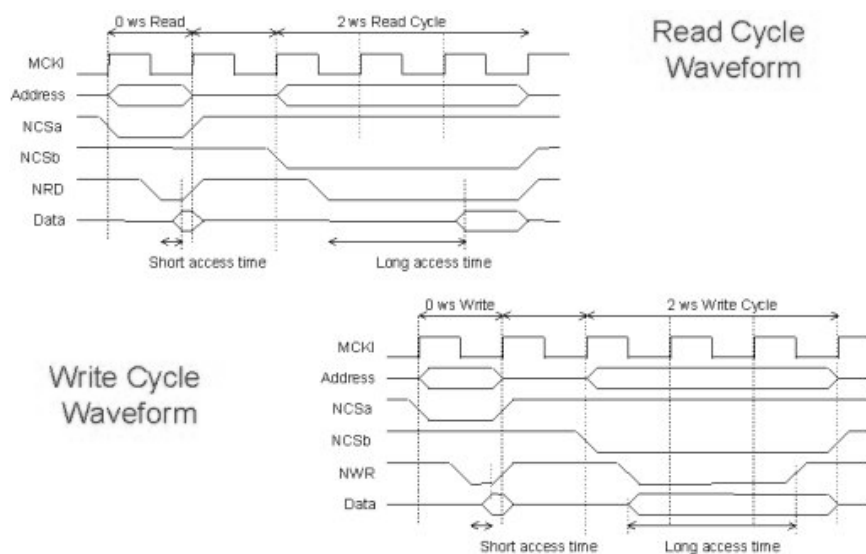 0 ws Read
2 ws Read Cycle
Read Cycle
Waveform
MCKI
Address
NCSa
NCSb
NRD
Data
Short access time
Long access time
0 ws Write
2 ws Write Cycle
Write Cycle
Waveform
MCKI
Address
NCSa
NCSb
NWR
Data
Short access time
Long access time